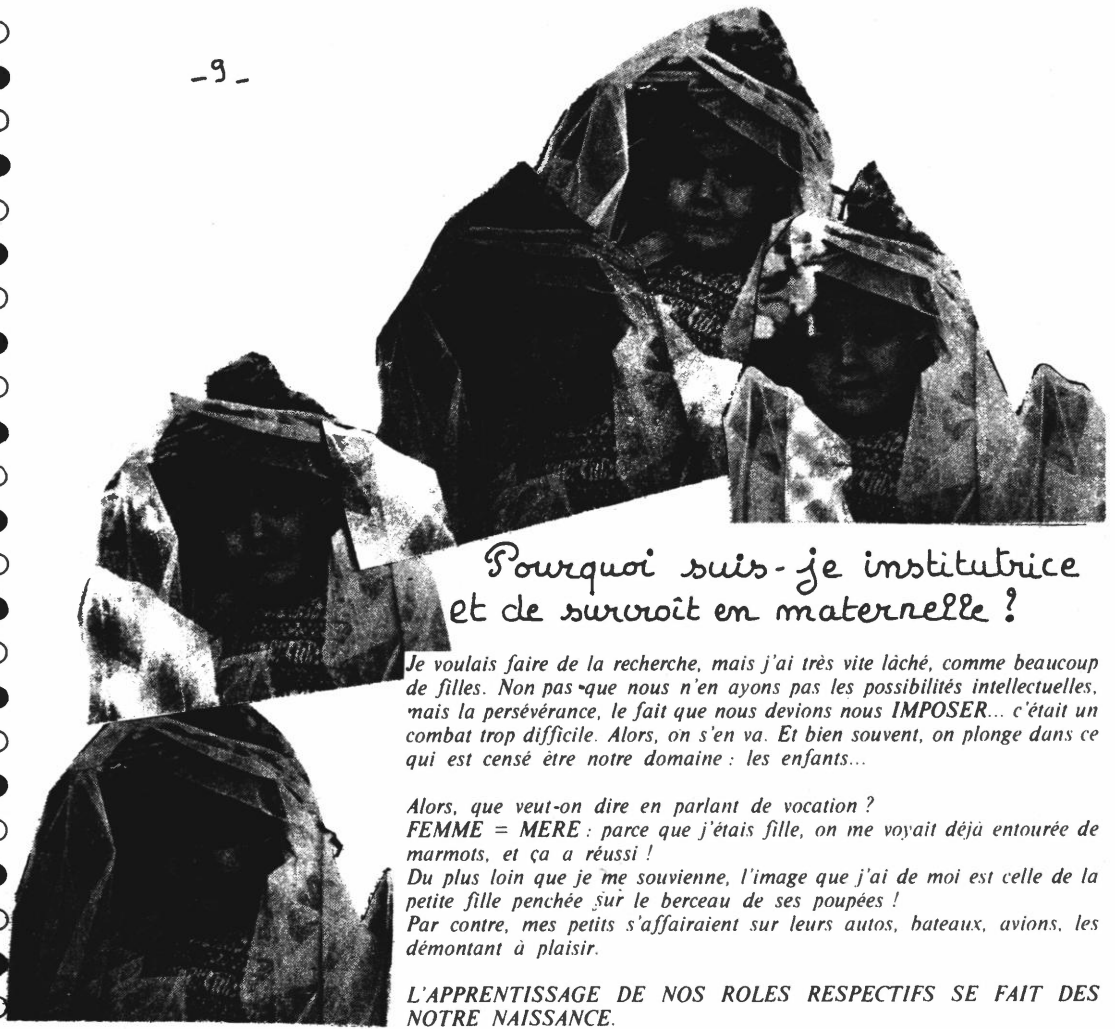 -9-
Pourquoi suis-je institutrice
et de surcroît en maternelle ?
Je voulais faire de la recherche, mais j'ai très vite lâché, comme beaucoup
de filles. Non pas que nous n'en ayons pas les possibilités intellectuelles,
mais la persévérance, le fait que nous devions nous IMPOSER... c'était un
combat trop difficile. Alors, on s'en va. Et bien souvent, on plonge dans ce
qui est censé être notre domaine : les enfants...
Alors, que veut-on dire en parlant de vocation ?
FEMME = MERE : parce que j'étais fille, on me voyait déjà entourée de
marmots, et ça a réussi !
Du plus loin que je me souvienne, l'image que j'ai de moi est celle de la
petite fille penchée sur le berceau de ses poupées !
Par contre, mes petits s'affairaient sur leurs autos, bateaux, avions, les
démontant à plaisir.
L'APPRENTISSAGE DE NOS ROLES RESPECTIFS SE FAIT DES
NOTRE NAISSANCE.